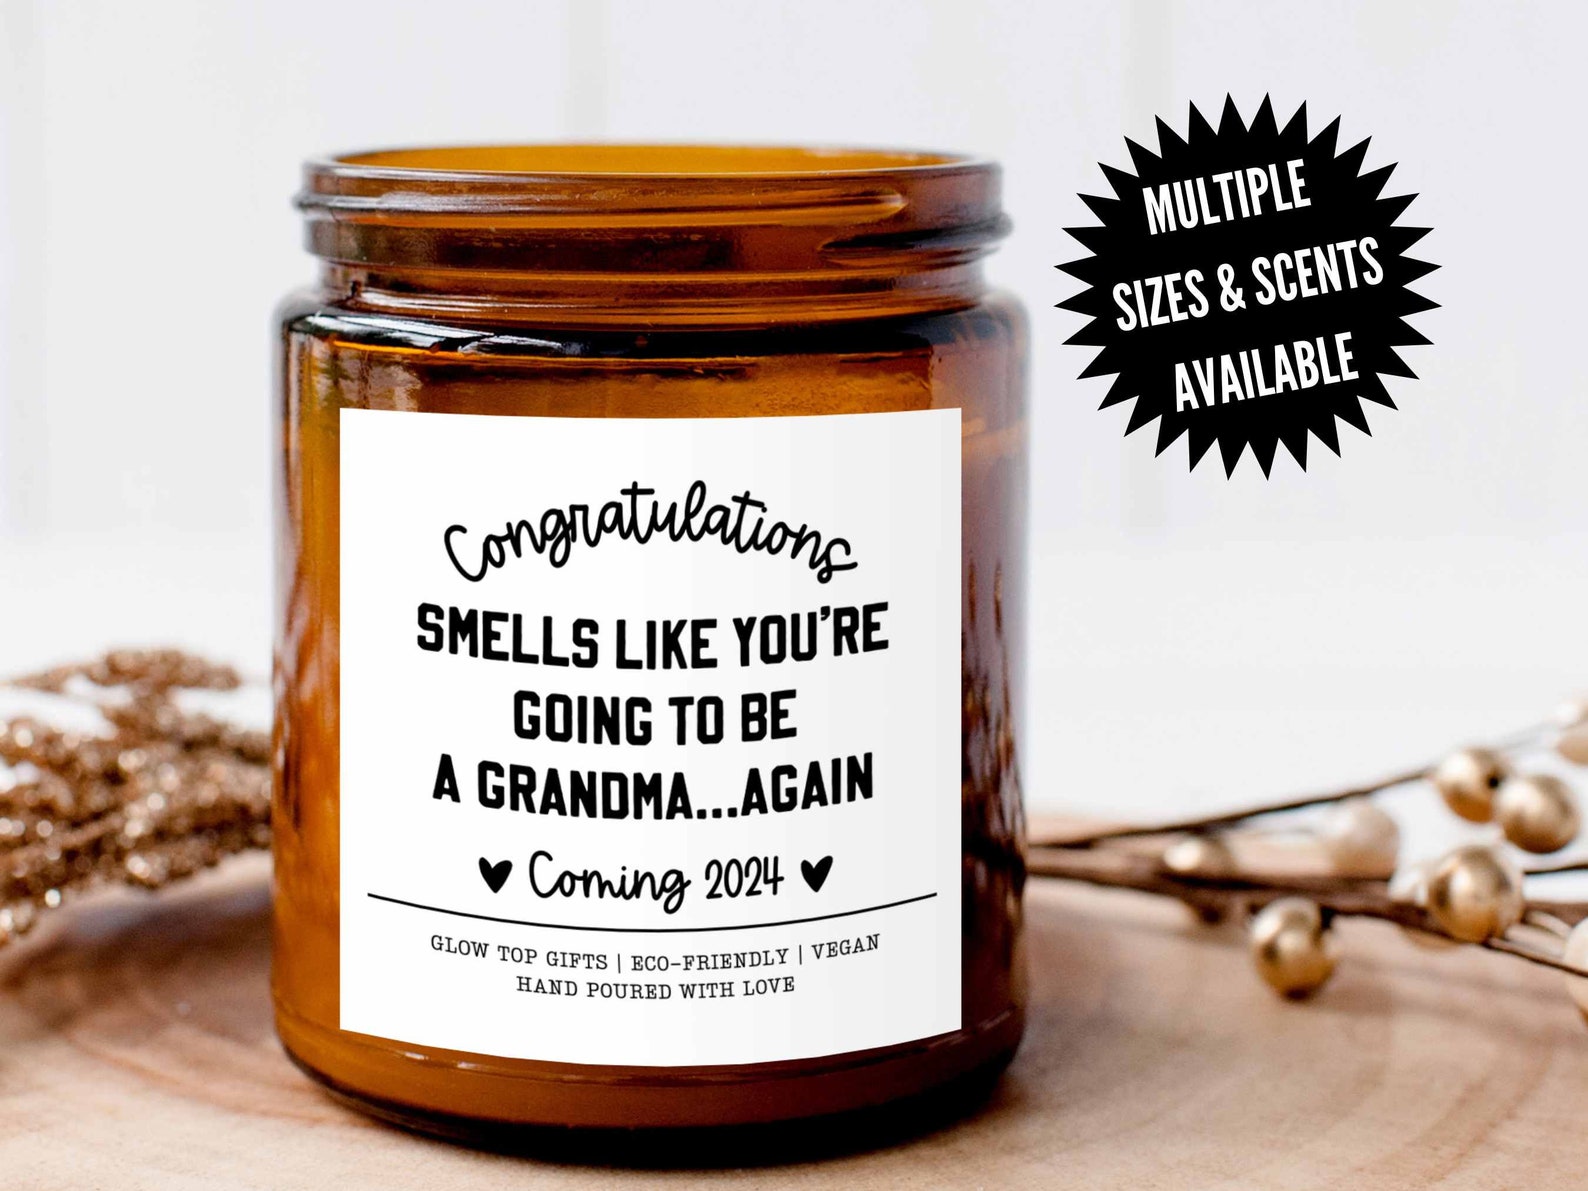 Congratulations
SMELLS LIKE YOU'RE
GOING TO BE
A GRANDMA...AGAIN
♥ Coming 2024 ♥
GLOW TOP GIFTS | ECO-FRIENDLY | VEGAN
HAND POURED WITH LOVE
MULTIPLE
SIZES & SCENTS
AVAILABLE